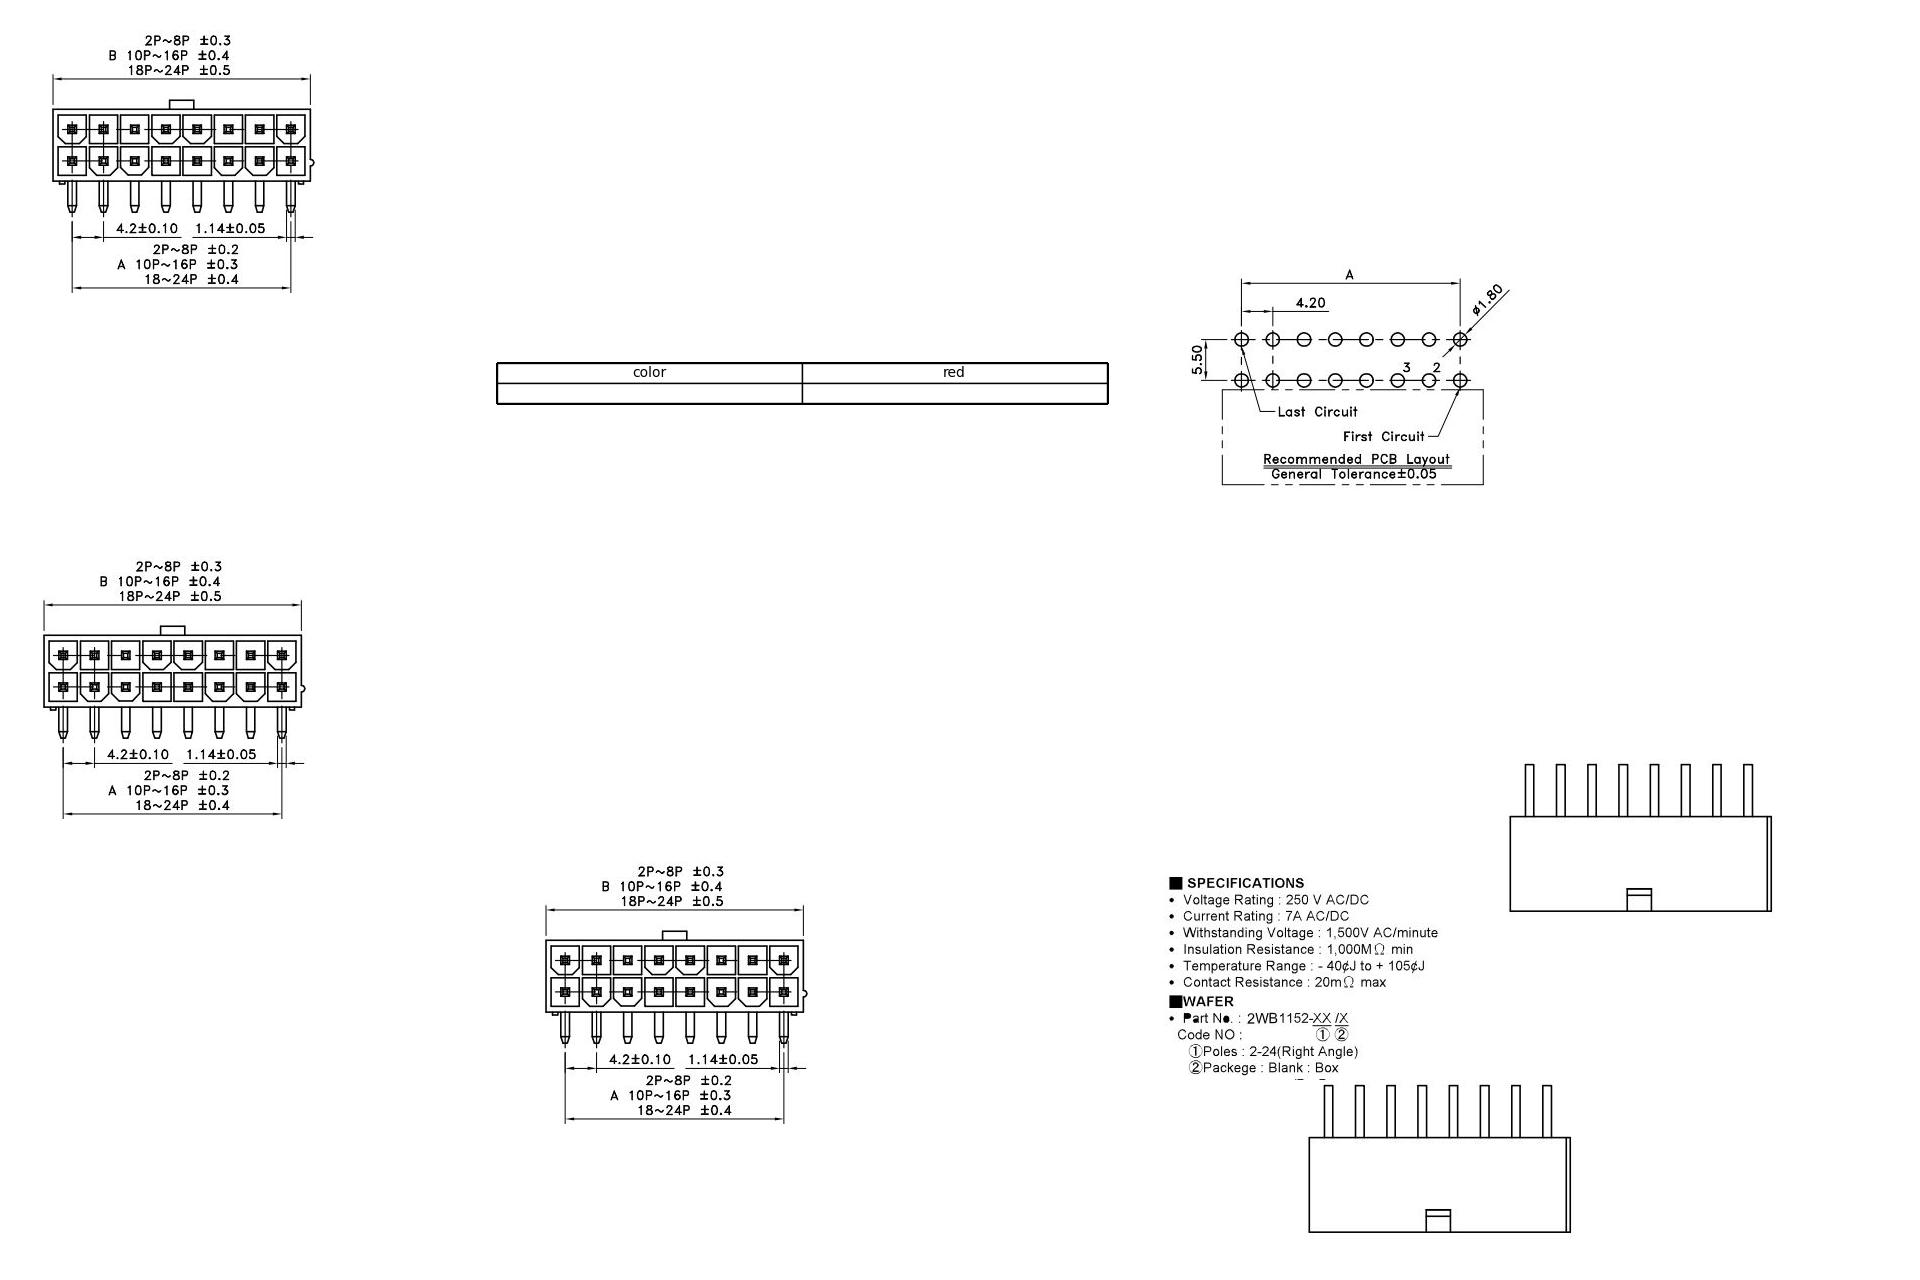 2P~8P ±0.3
B 10P~16P ±0.4
18P~24P ±0.5
4.2±0.10 1.14±0.05
2P~8P ±0.2
A 10P~16P ±0.3
18~24P ±0.4
color red
A
4.20
ø1.80
5.50
3 2
Last Circuit
First Circuit
Recommended PCB Layout
General Tolerance±0.05
2P~8P ±0.3
B 10P~16P ±0.4
18P~24P ±0.5
4.2±0.10 1.14±0.05
2P~8P ±0.2
A 10P~16P ±0.3
18~24P ±0.4
2P~8P ±0.3
B 10P~16P ±0.4
18P~24P ±0.5
4.2±0.10 1.14±0.05
2P~8P ±0.2
A 10P~16P ±0.3
18~24P ±0.4
■ SPECIFICATIONS
• Voltage Rating : 250 V AC/DC
• Current Rating : 7A AC/DC
• Withstanding Voltage : 1,500V AC/minute
• Insulation Resistance : 1,000MΩ min
• Temperature Range : - 40¢J to + 105¢J
• Contact Resistance : 20mΩ max
■WAFER
• Part No. : 2WB1152-XX /X
Code NO : ① ②
①Poles : 2-24(Right Angle)
②Packege : Blank : Box